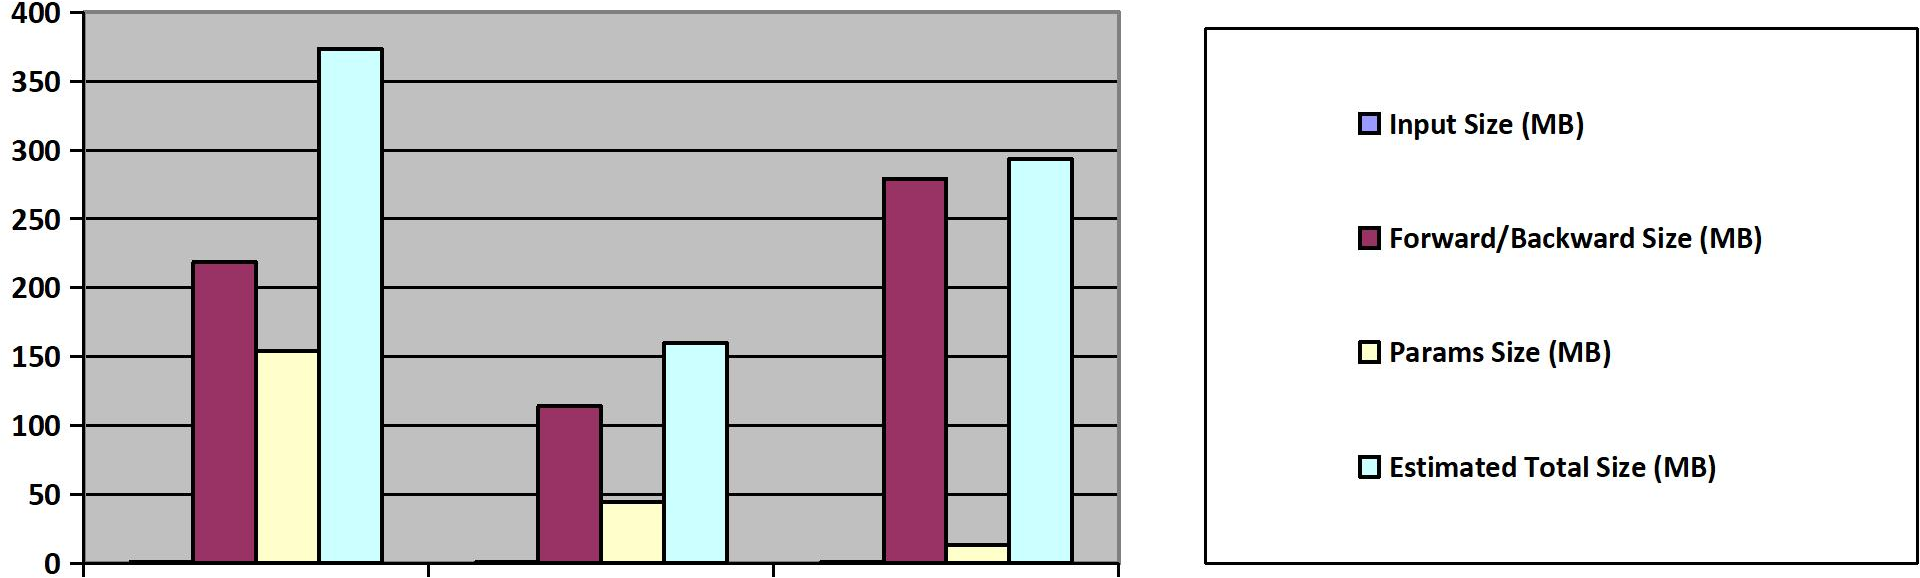 400
350
300
250
200
150
100
50
0
Input Size (MB)
Forward/Backward Size (MB)
Params Size (MB)
Estimated Total Size (MB)